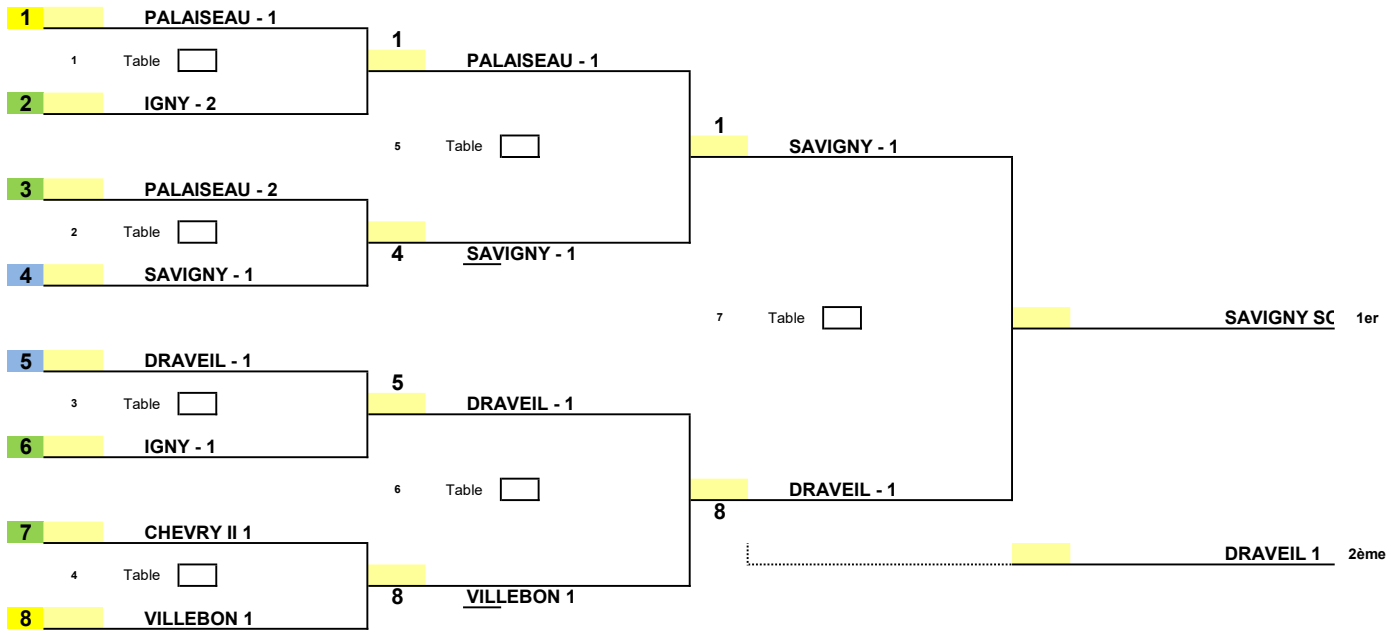 1 PALAISEAU - 1
1 Table
2 IGNY - 2
1
PALAISEAU - 1
5 Table
3 PALAISEAU - 2
2 Table
4 SAVIGNY - 1
4 SAVIGNY - 1
1
SAVIGNY - 1
7 Table
SAVIGNY SC 1er
5 DRAVEIL - 1
3 Table
6 IGNY - 1
5
DRAVEIL - 1
6 Table
7 CHEVRY II 1
4 Table
8 VILLEBON 1
8 VILLEBON 1
DRAVEIL - 1
8
DRAVEIL 1 2ème